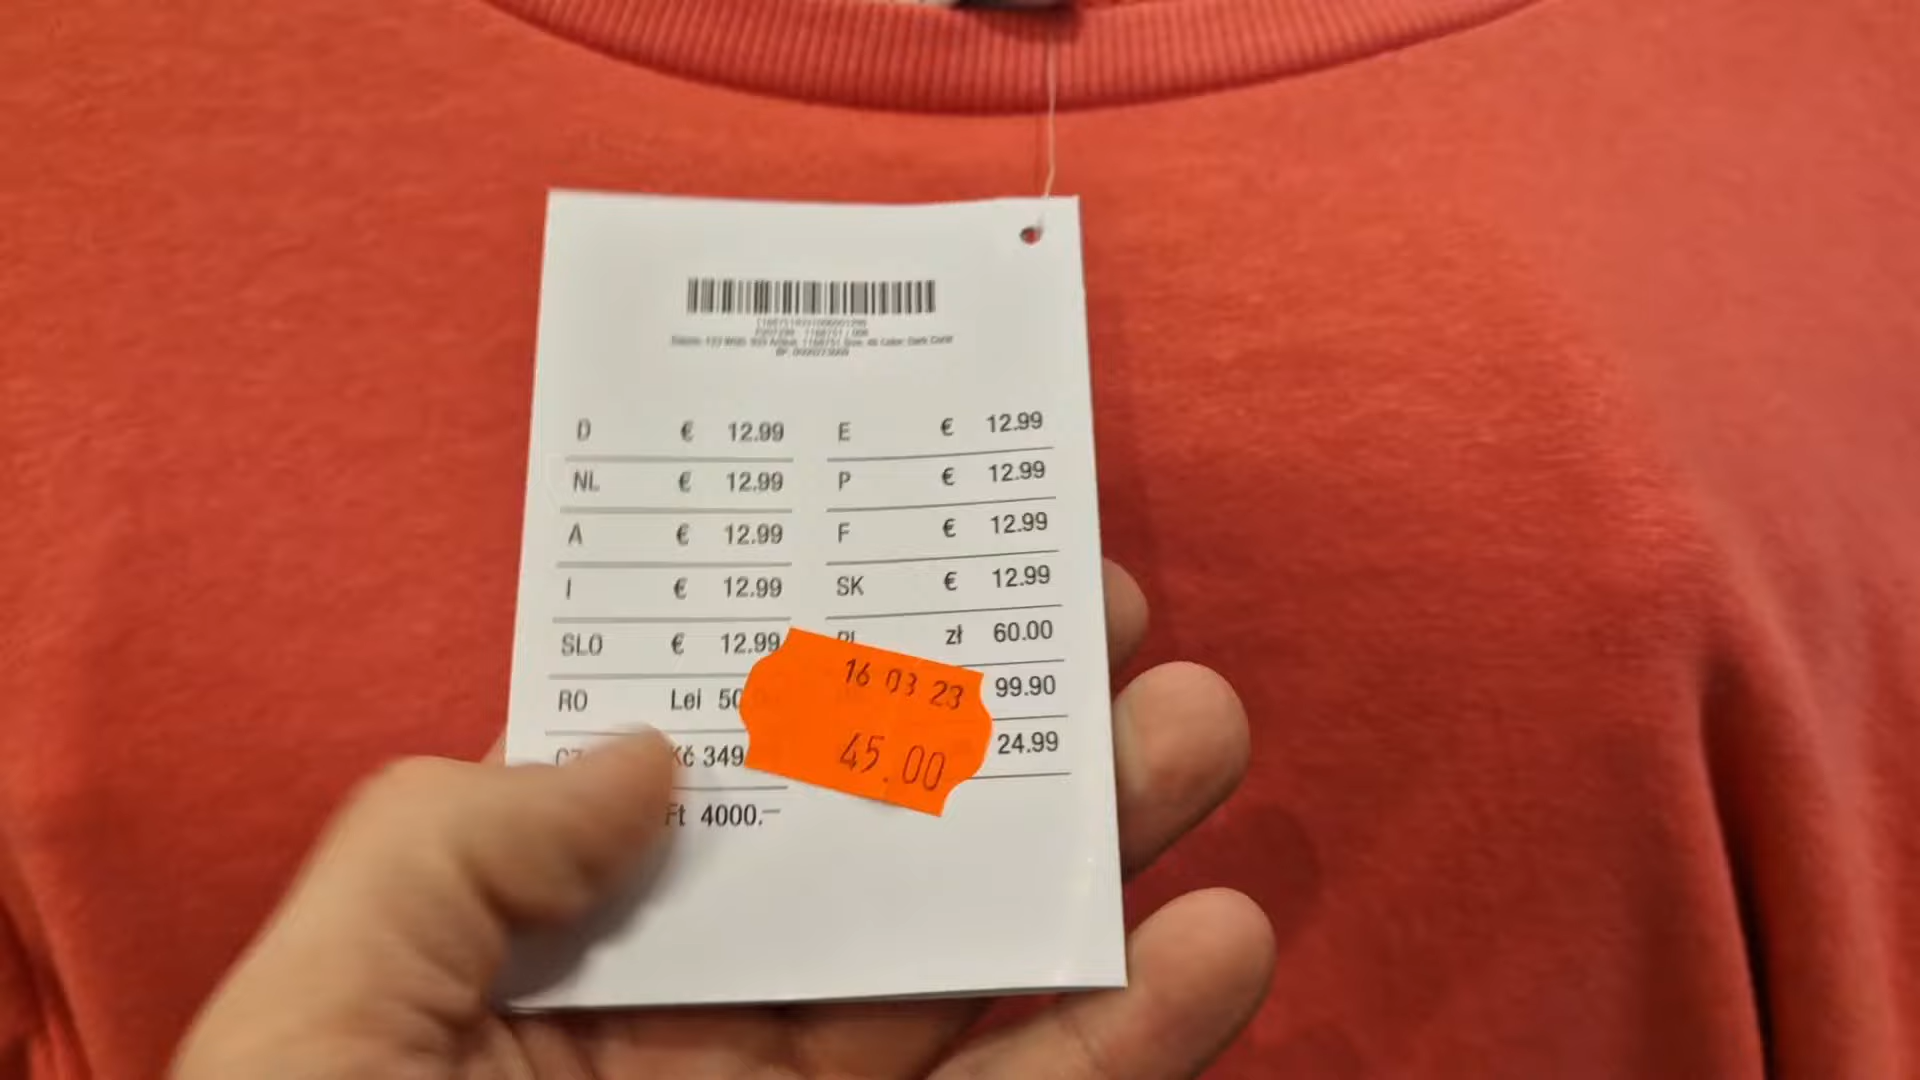 D € 12.99
NL € 12.99
A € 12.99
I € 12.99
SLO € 12.99
RO Lei 50
Kč 349
Ft 4000.–
E € 12.99
P € 12.99
F € 12.99
SK € 12.99
zł 60.00
99.90
24.99
16 03 23
45.00